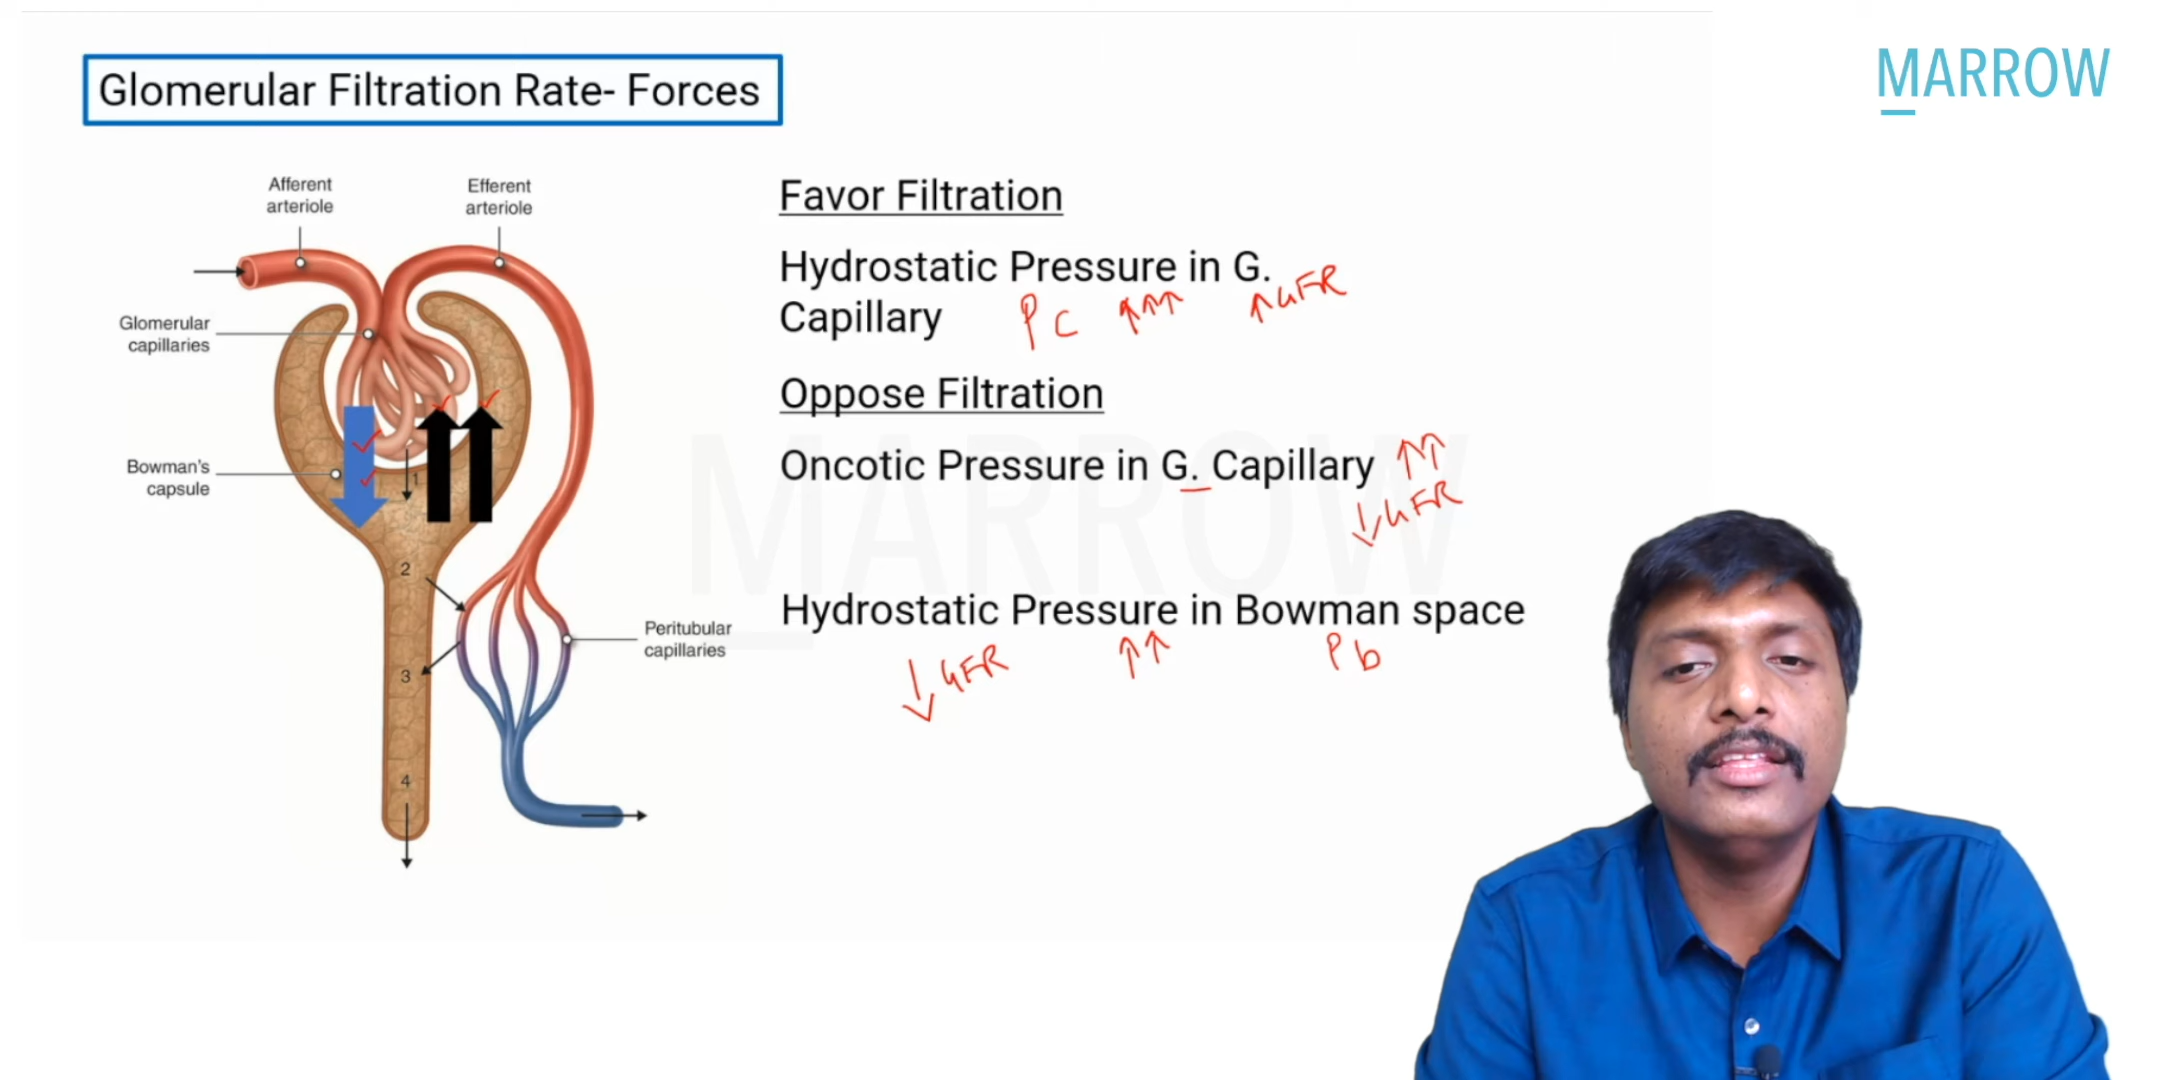 MARROW
Glomerular Filtration Rate- Forces
Afferent
arteriole
Efferent
arteriole
Glomerular
capillaries
Bowman's
capsule
1
2
3
4
Peritubular
capillaries
Favor Filtration
Hydrostatic Pressure in G.
Capillary Pc ↑↑↑ ↑GFR
Oppose Filtration
Oncotic Pressure in G. Capillary ↑↑
↓GFR
Hydrostatic Pressure in Bowman space
↓GFR ↑↑ Pb
MARROW